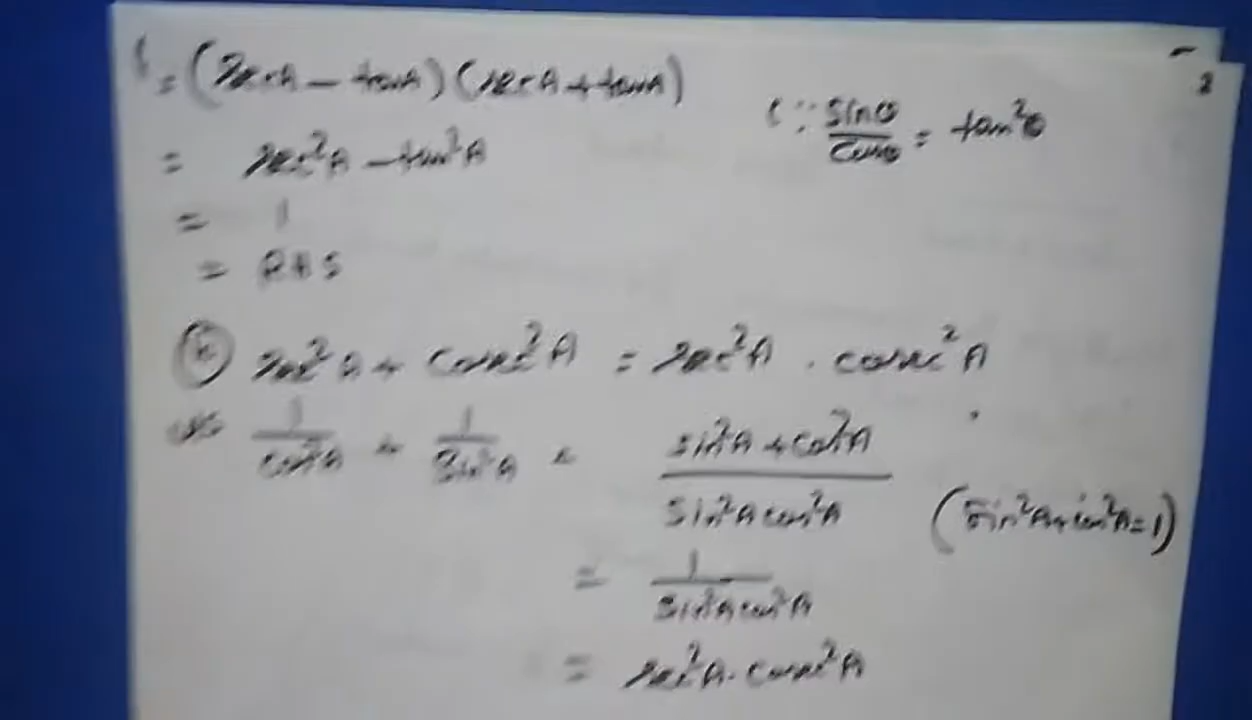 = (secA − tanA) (secA + tanA)
(∵ sinθ/cosθ = tan²θ
= sec²A − tan²A
= 1
= RHS
sec²A + cosec²A = sec²A . cosec²A
1/cos²A + 1/sin²A = sin²A + cos²A / sin²A cos²A (sin²A + cos²A = 1)
= 1 / sin²A cos²A
= sec²A . cosec²A